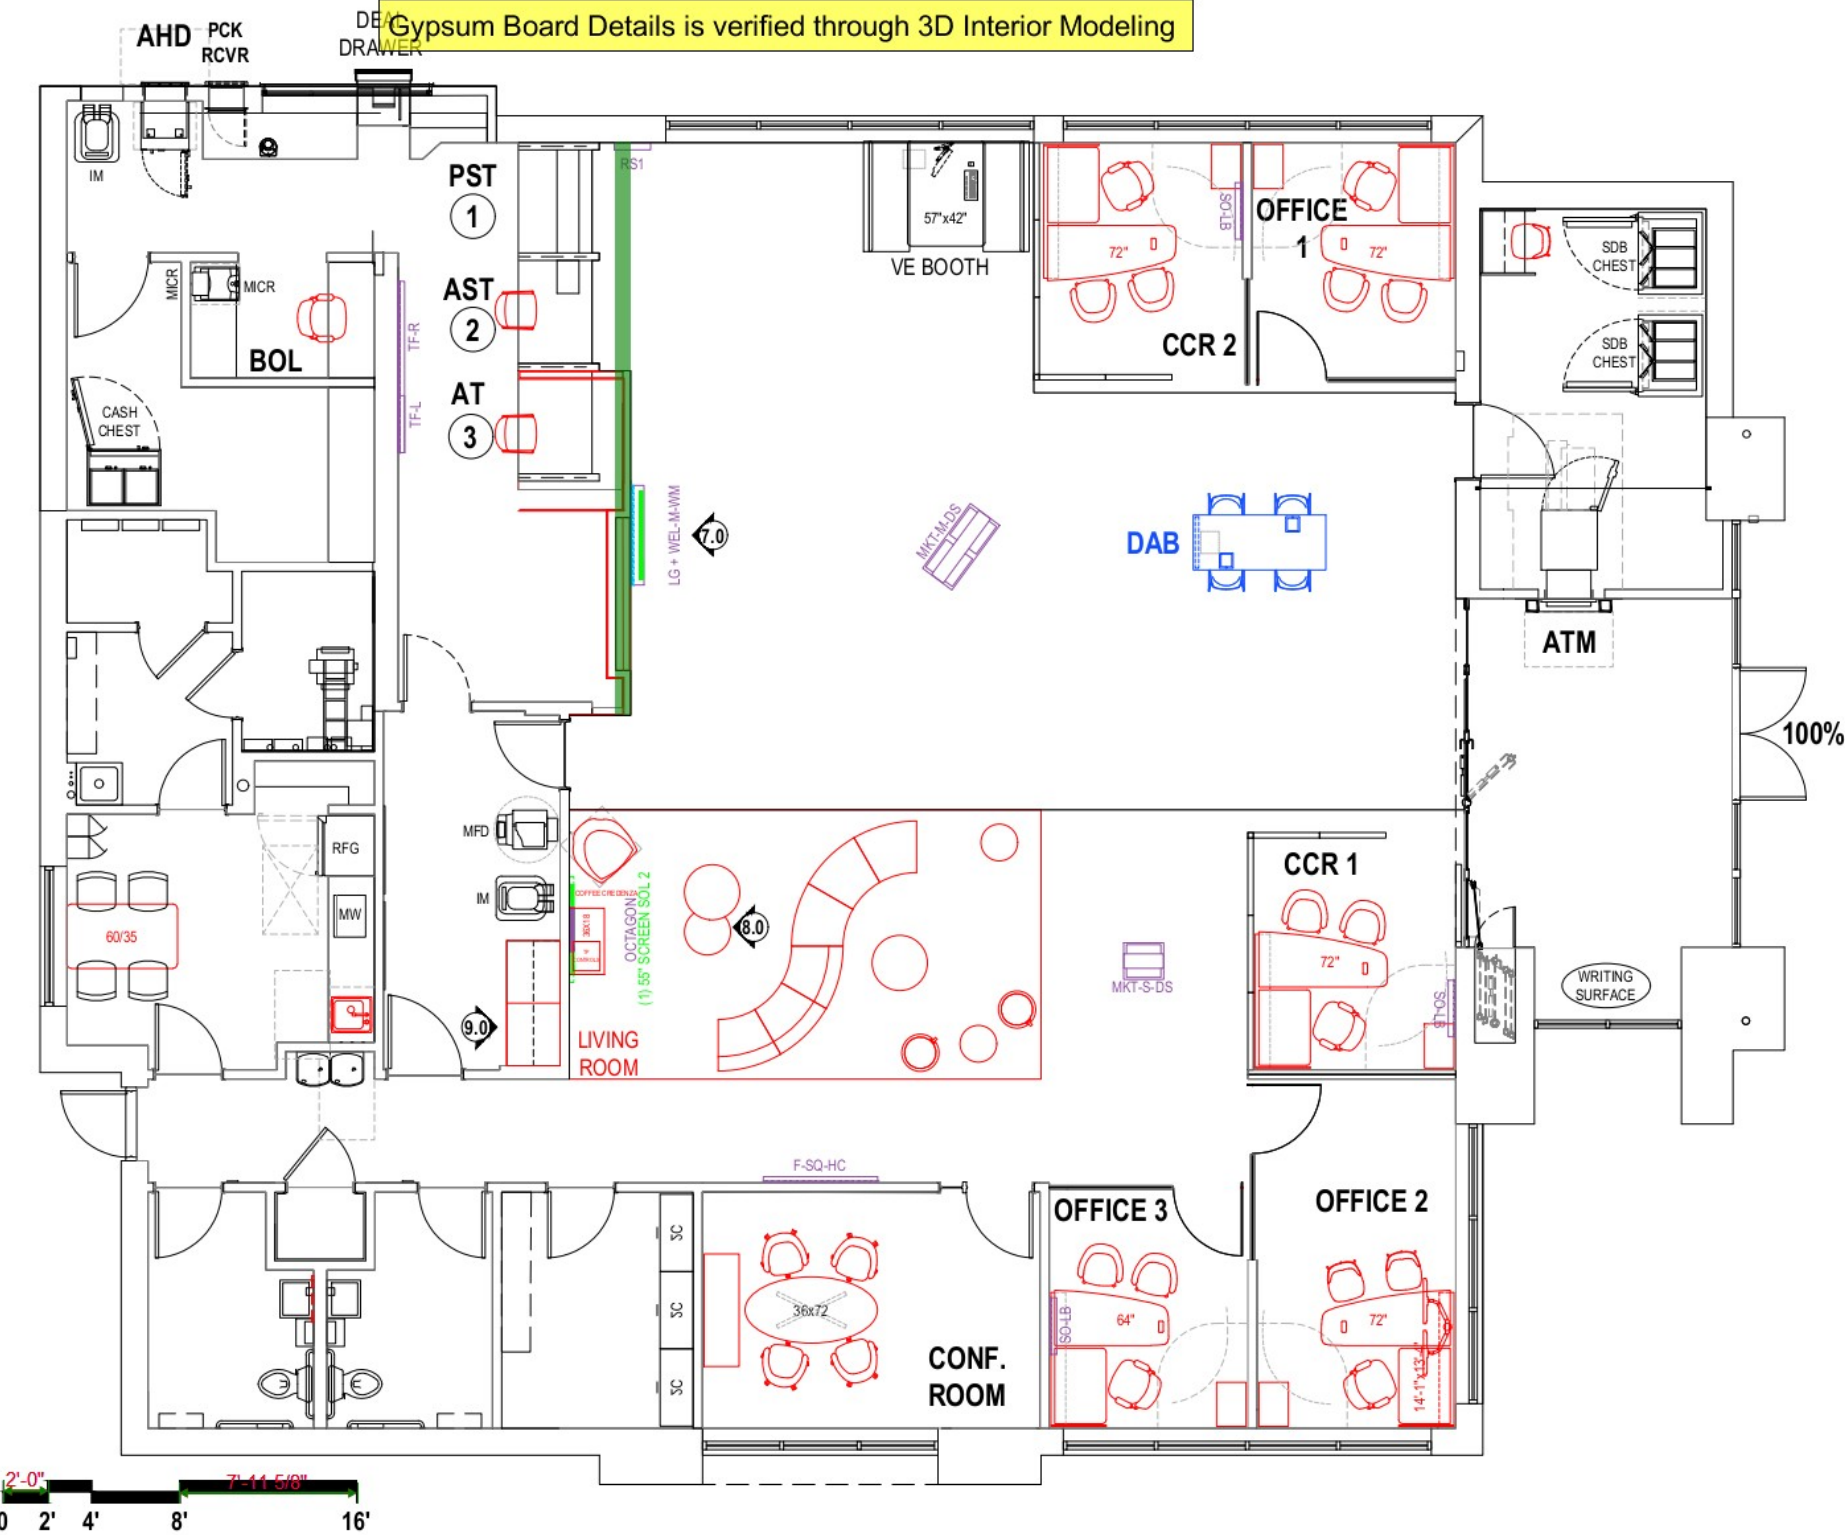 Gypsum Board Details is verified through 3D Interior Modeling
AHD
PCK
RCVR
DEAL
DRAWER
IM
PST
1
RS1
57"x42"
VE BOOTH
72"
SO-LB
OFFICE
1
72"
CCR 2
SDB
CHEST
SDB
CHEST
MICR
MICR
BOL
TF-R
TF-L
AST
2
AT
3
CASH
CHEST
LG + WEL-M-WM
7.0
MKT-M-DS
DAB
ATM
100%
MFD
IM
RFG
MW
60/35
COFFEE CREDENZA
36X18
CONTROLS
OCTAGON
(1) 55" SCREEN SOL 2
8.0
9.0
LIVING
ROOM
MKT-S-DS
CCR 1
72"
SO-LB
WRITING
SURFACE
F-SQ-HC
OFFICE 3
OFFICE 2
SC
SC
SC
36x72
CONF.
ROOM
64"
SO-LB
72"
14'-1"x13'-4"
2'-0"
7'-11 5/8"
0
2'
4'
8'
16'